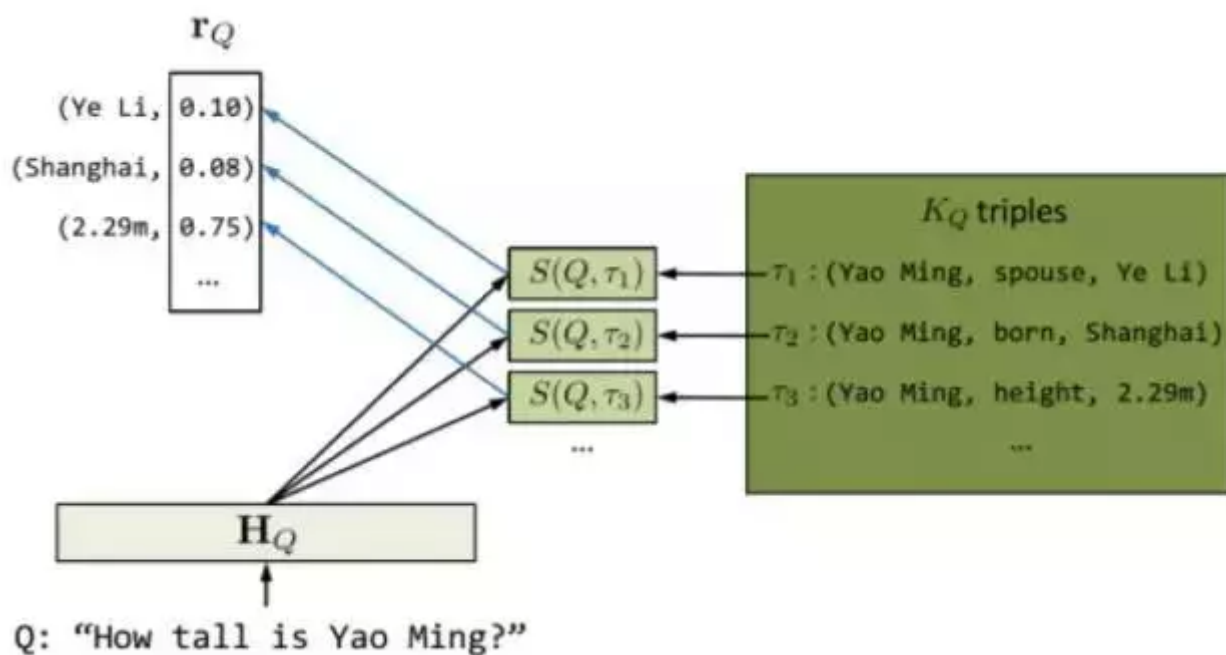 r_Q
(Ye Li, 0.10)
(Shanghai, 0.08)
(2.29m, 0.75)
...
K_Q triples
S(Q, τ₁)
τ₁ : (Yao Ming, spouse, Ye Li)
S(Q, τ₂)
τ₂ : (Yao Ming, born, Shanghai)
S(Q, τ₃)
τ₃ : (Yao Ming, height, 2.29m)
...
...
H_Q
Q: “How tall is Yao Ming?”